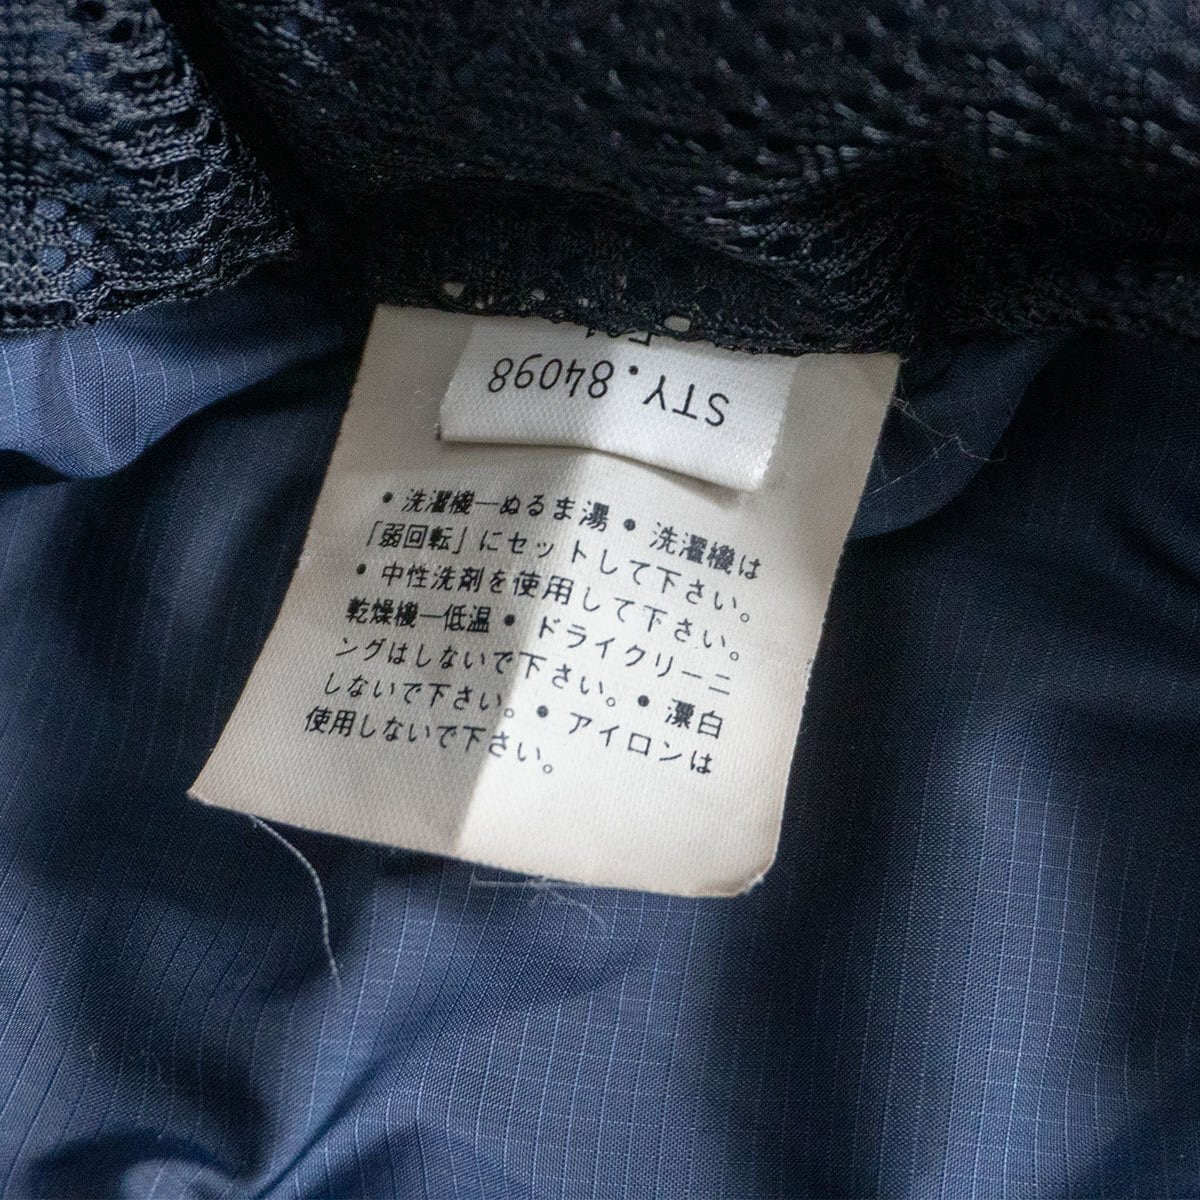 STY. 84098
•洗濯機—ぬるま湯•洗濯機は
「弱回転」にセットして下さい。
•中性洗剤を使用して下さい。
乾燥機—低温•ドライクリーニ
ングはしないで下さい。•漂白
しないで下さい。•アイロンは
使用しないで下さい。